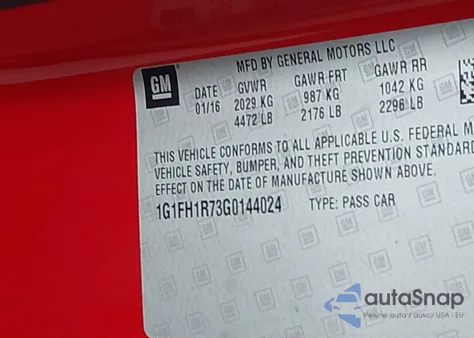 MFD BY GENERAL MOTORS LLC
GM
DATE GVWR GAWR FRT GAWR RR
01/16 2029 KG 987 KG 1042 KG
4472 LB 2176 LB 2296 LB
THIS VEHICLE CONFORMS TO ALL APPLICABLE U.S. FEDERAL M
VEHICLE SAFETY, BUMPER, AND THEFT PREVENTION STANDARD
EFFECT ON THE DATE OF MANUFACTURE SHOWN ABOVE.
1G1FH1R73G0144024 TYPE: PASS CAR
autoSnap
Pewne auta z aukcji USA i EU